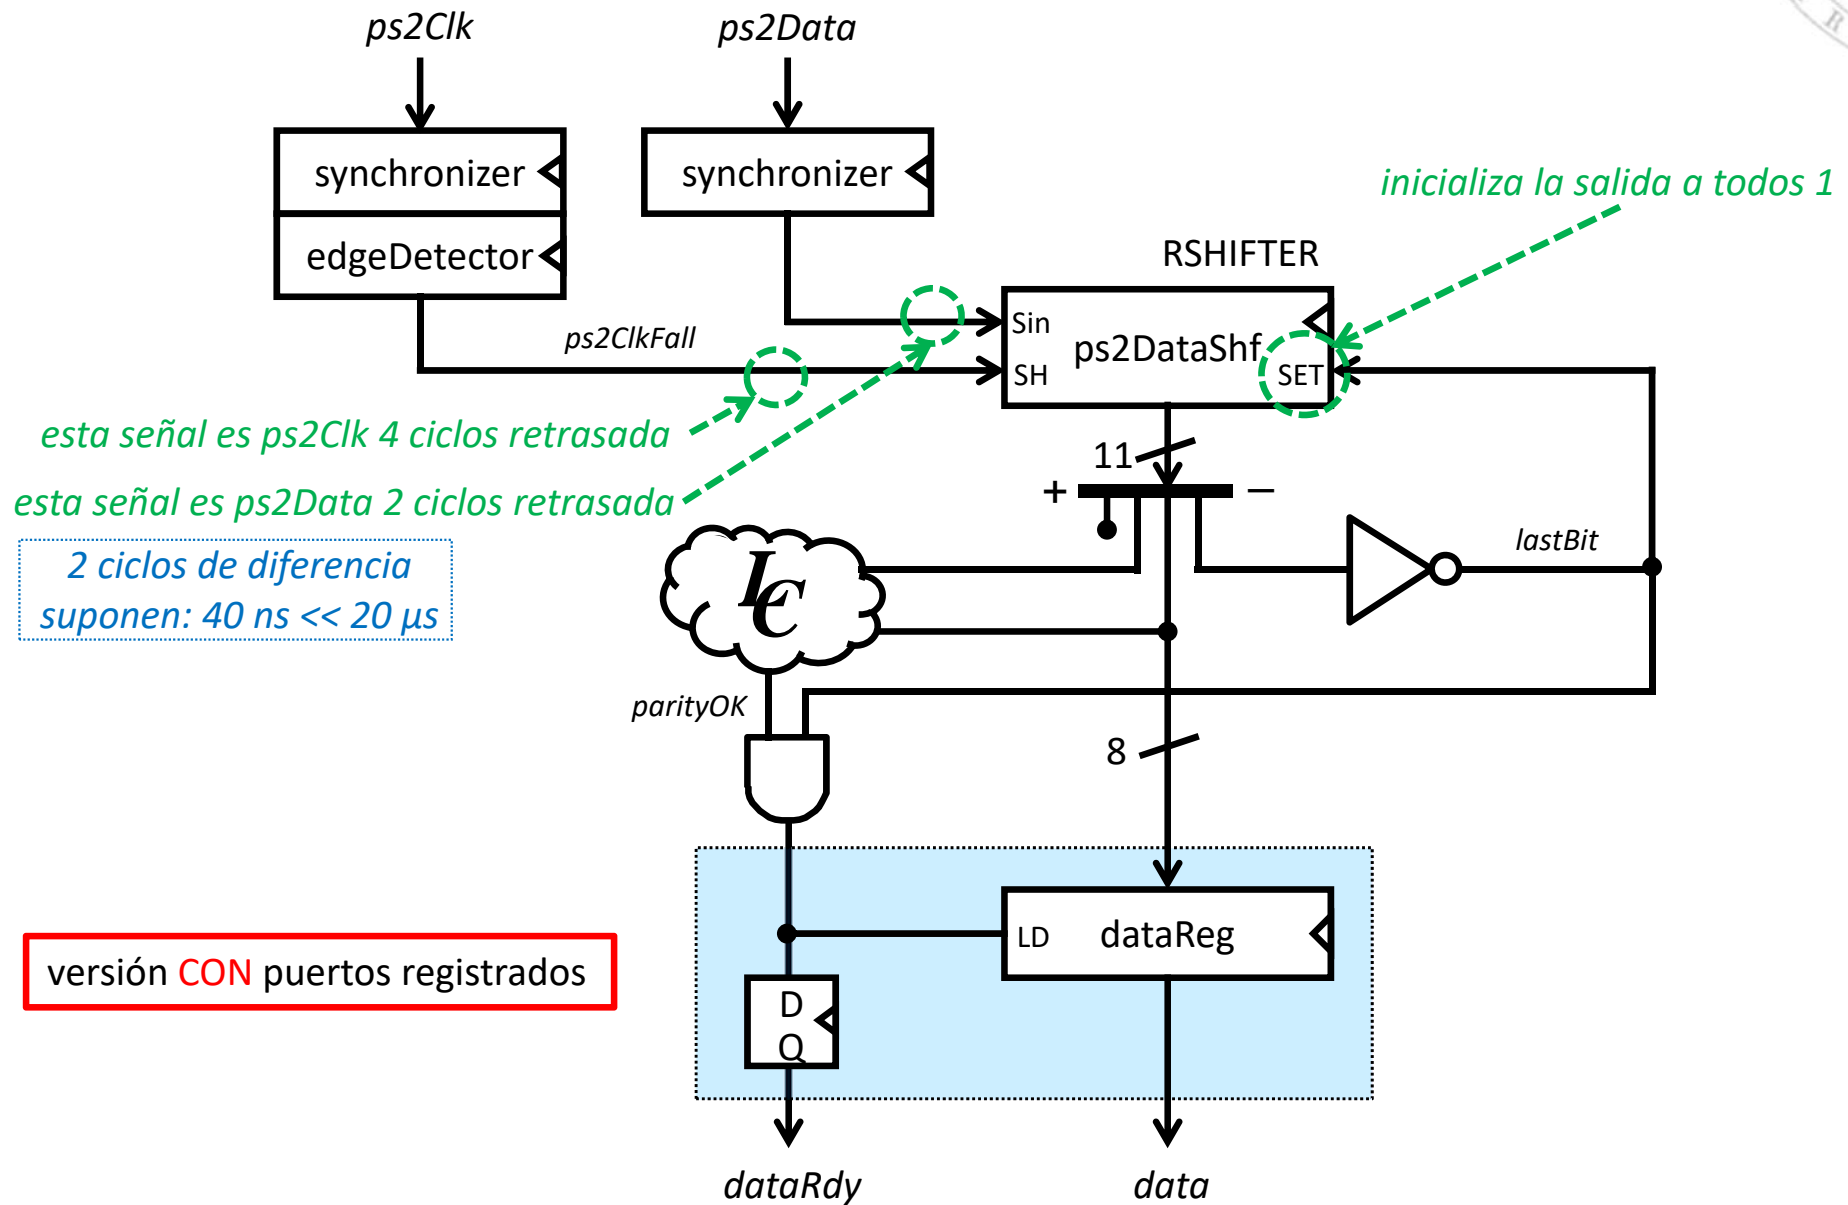 ps2Clk
ps2Data
synchronizer
synchronizer
inicializa la salida a todos 1
edgeDetector
RSHIFTER
Sin
ps2ClkFall
ps2DataShf
SH
SET
esta señal es ps2Clk 4 ciclos retrasada
11
esta señal es ps2Data 2 ciclos retrasada
+
–
2 ciclos de diferencia
suponen: 40 ns << 20 µs
lastBit
LC
parityOK
8
LD
dataReg
versión CON puertos registrados
D
Q
dataRdy
data